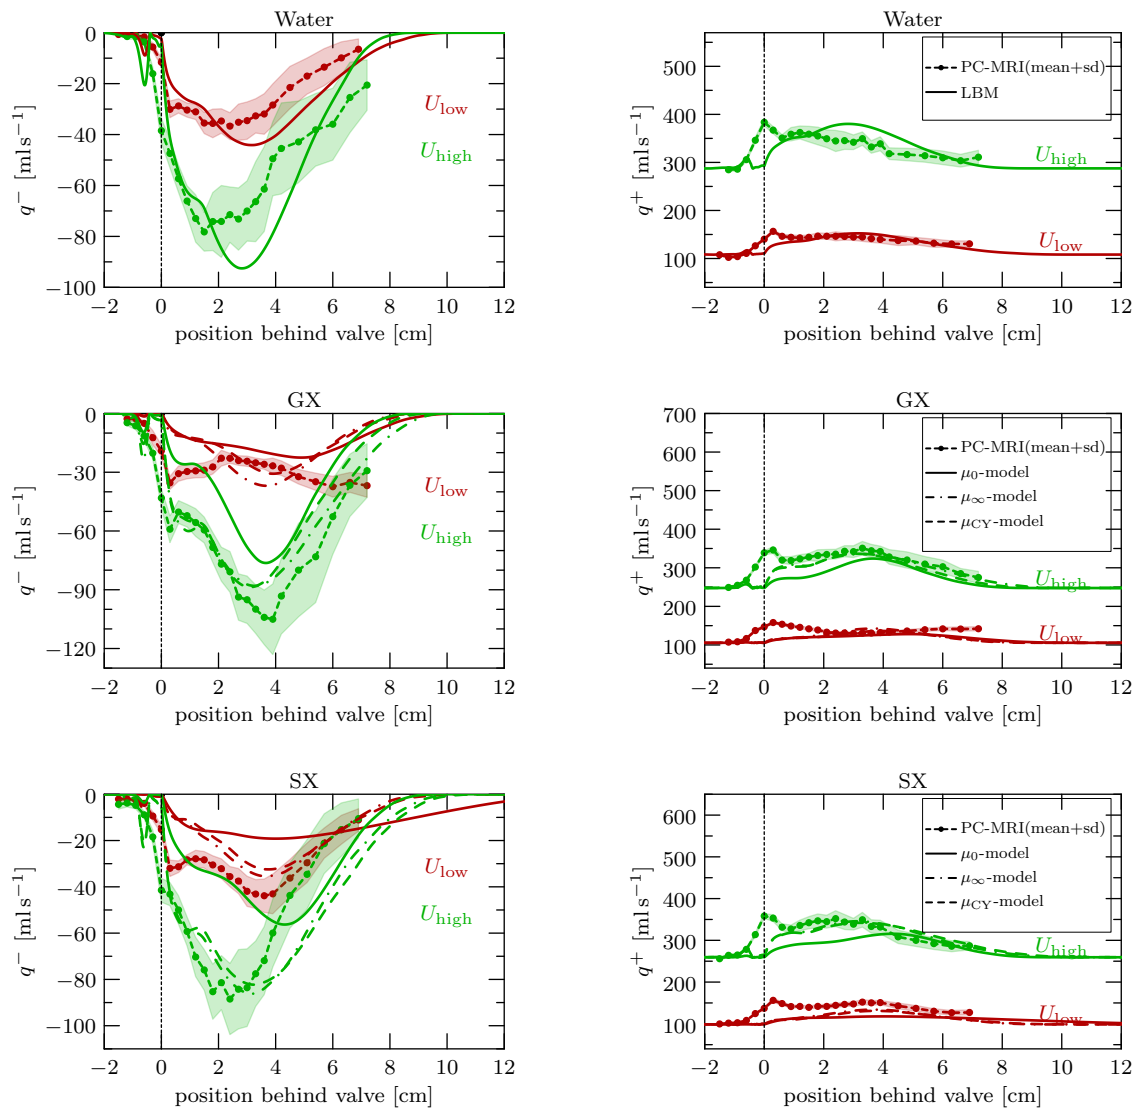 Water
0
−20
−40
−60
−80
−100
q⁻ [ml s⁻¹]
U_low
U_high
−2 0 2 4 6 8 10 12
position behind valve [cm]
Water
500
400
300
200
100
q⁺ [ml s⁻¹]
PC-MRI(mean+sd)
LBM
U_high
U_low
−2 0 2 4 6 8 10 12
position behind valve [cm]
GX
0
−30
−60
−90
−120
q⁻ [ml s⁻¹]
U_low
U_high
−2 0 2 4 6 8 10 12
position behind valve [cm]
GX
700
600
500
400
300
200
100
q⁺ [ml s⁻¹]
PC-MRI(mean+sd)
μ₀-model
μ∞-model
μ_CY-model
U_high
U_low
−2 0 2 4 6 8 10 12
position behind valve [cm]
SX
0
−20
−40
−60
−80
−100
q⁻ [ml s⁻¹]
U_low
U_high
−2 0 2 4 6 8 10 12
position behind valve [cm]
SX
600
500
400
300
200
100
q⁺ [ml s⁻¹]
PC-MRI(mean+sd)
μ₀-model
μ∞-model
μ_CY-model
U_high
U_low
−2 0 2 4 6 8 10 12
position behind valve [cm]